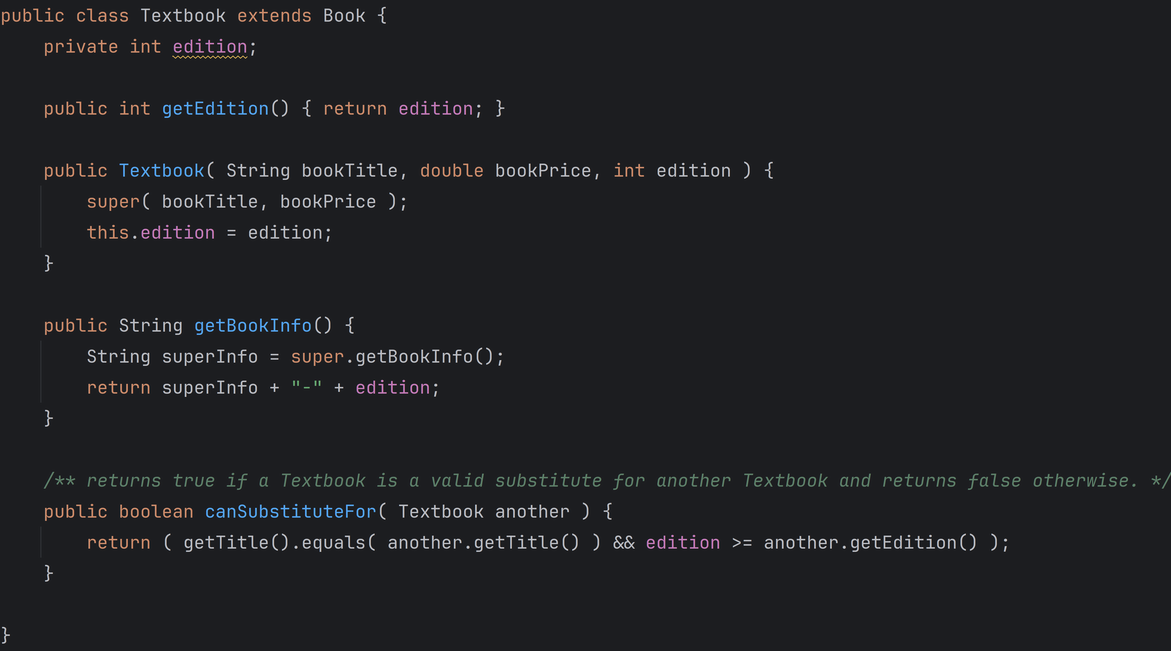 public class Textbook extends Book {
    private int edition;

    public int getEdition() { return edition; }

    public Textbook( String bookTitle, double bookPrice, int edition ) {
        super( bookTitle, bookPrice );
        this.edition = edition;
    }

    public String getBookInfo() {
        String superInfo = super.getBookInfo();
        return superInfo + "-" + edition;
    }

    /** returns true if a Textbook is a valid substitute for another Textbook and returns false otherwise. */
    public boolean canSubstituteFor( Textbook another ) {
        return ( getTitle().equals( another.getTitle() ) && edition >= another.getEdition() );
    }

}